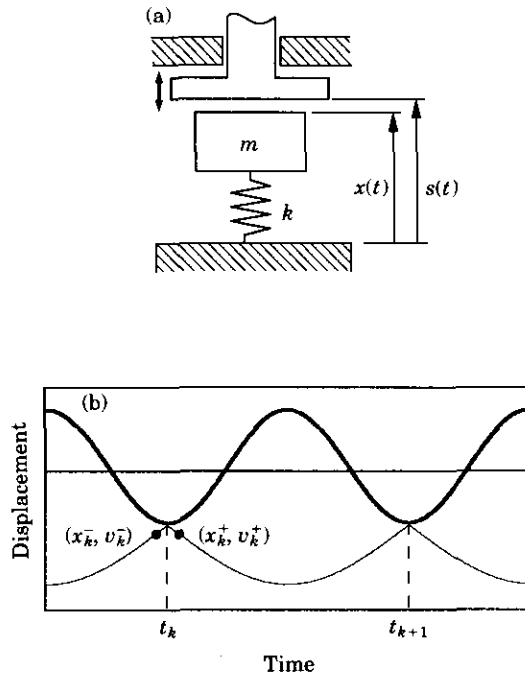 (a)
m
x(t)
s(t)
k
(b)
Displacement
(x_k^-, v_k^-)
(x_k^+, v_k^+)
t_k
t_{k+1}
Time